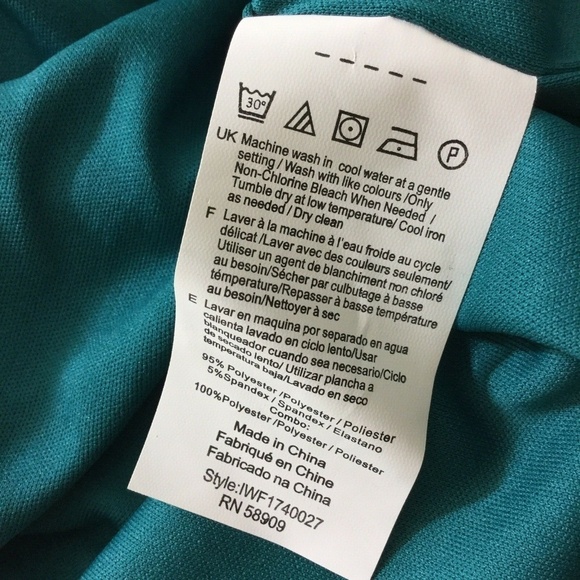 30°
P
UK Machine wash in cool water at a gentle
setting / Wash with like colours /Only
Non-Chlorine Bleach When Needed /
Tumble dry at low temperature/ Cool iron
as needed / Dry clean
F Laver à la machine à l'eau froide au cycle
délicat /Laver avec des couleurs seulement/
Utiliser un agent de blanchiment non chloré
au besoin/Sécher par culbutage à basse
témpérature/Repasser à basse température
au besoin/Nettoyer à sec
E Lavar en maquina por separado en agua
calienta lavado en ciclo lento/Usar
blanqueador cuando sea necesario/Ciclo
de secado lento/ Utilizar plancha a
temperatura baja/Lavado en seco
95% Polyester /Polyester / Poliester
5%Spandex / Spandex / Elastano
Combo:
100%Polyester /Polyester / Poliester
Made in China
Fabriqué en Chine
Fabricado na China
Style:IWF1740027
RN 58909